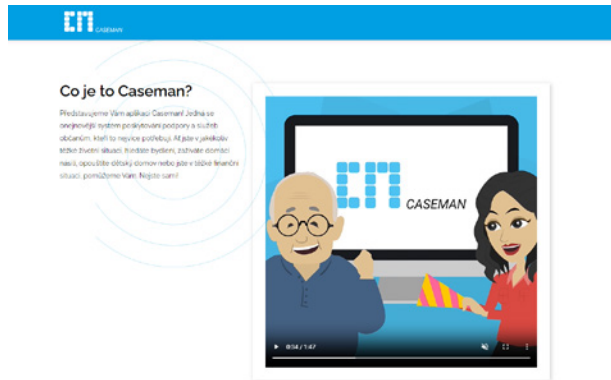 CASEMAN
Co je to Caseman?
Představujeme Vám aplikaci Caseman! Jedná se
onejnovější systém poskytování podpory a služeb
občanům, kteří to nejvíce potřebují. Ať jste v jakékoliv
těžké životní situaci, hledáte bydlení, zažíváte domácí
násilí, opouštíte dětský domov nebo jste v těžké finanční
situaci, pomůžeme Vám. Nejste sami!
CASEMAN
0:04 / 1:47